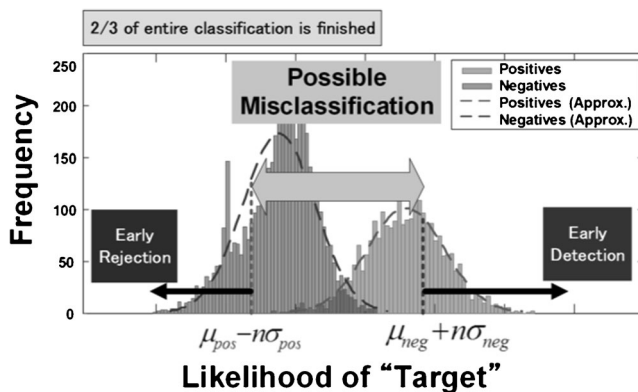 2/3 of entire classification is finished
250
200
150
100
50
0
Frequency
Possible
Misclassification
Positives
Negatives
Positives (Approx.)
Negatives (Approx.)
Early
Rejection
Early
Detection
μpos−nσpos
μneg+nσneg
Likelihood of “Target”